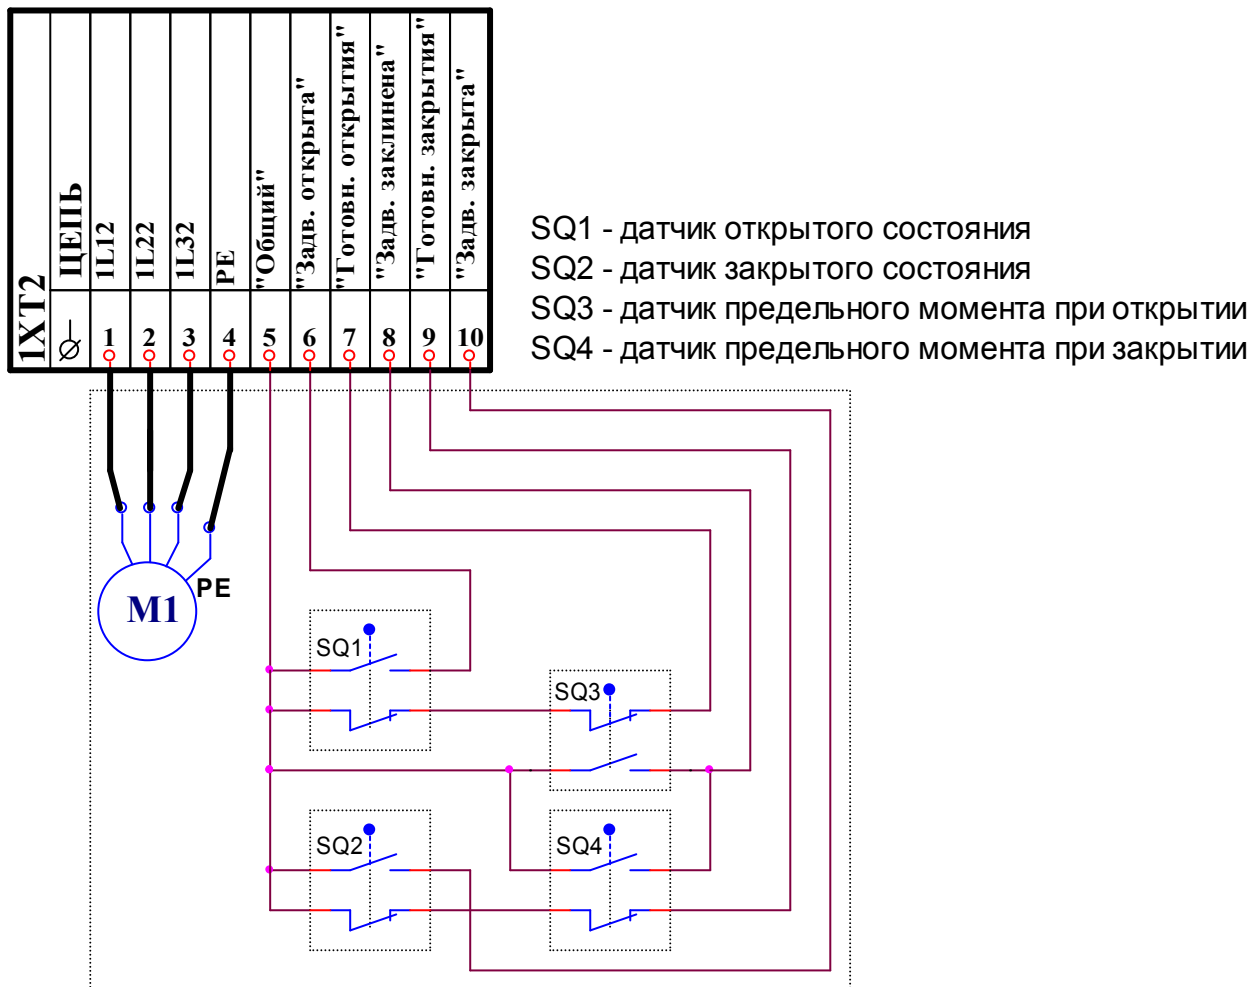 1XT2
ЦЕПЬ
1L12
1L22
1L32
PE
"Общий"
"Задв. открыта"
"Готовн. открытия"
"Задв. заклинена"
"Готовн. закрытия"
"Задв. закрыта"
1 2 3 4 5 6 7 8 9 10
SQ1 - датчик открытого состояния
SQ2 - датчик закрытого состояния
SQ3 - датчик предельного момента при открытии
SQ4 - датчик предельного момента при закрытии
PE
M1
SQ1
SQ3
SQ2
SQ4